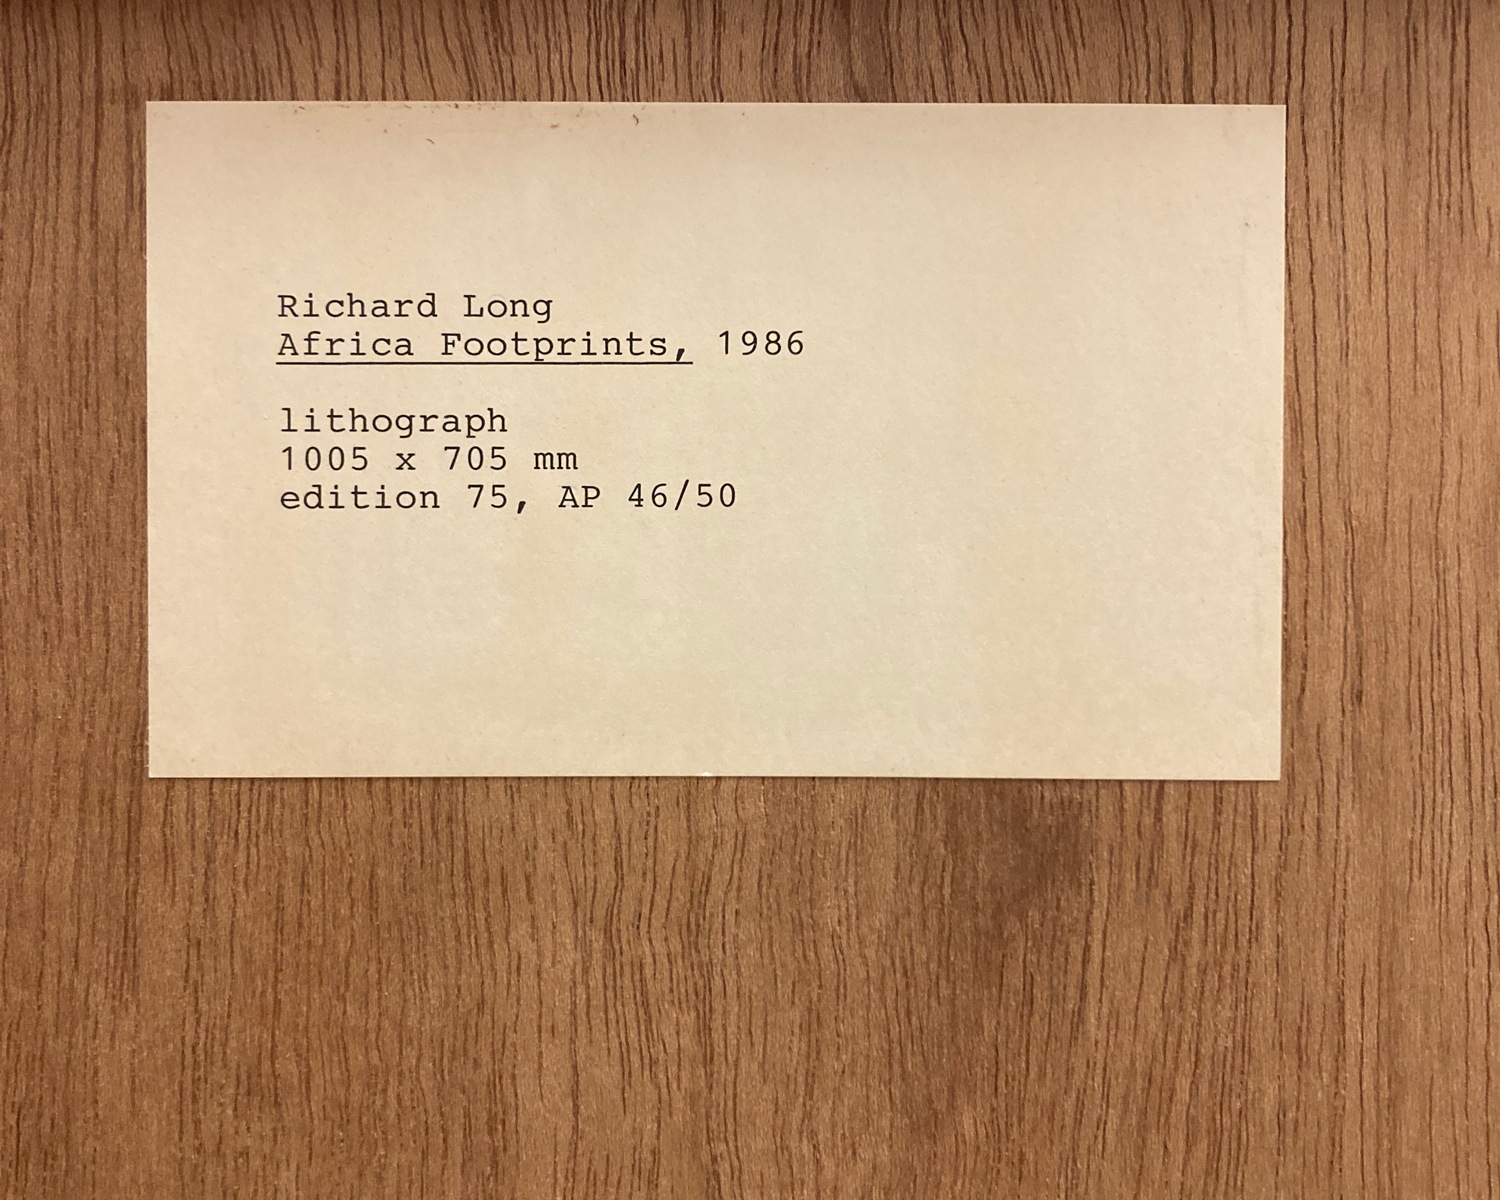 Richard Long
Africa Footprints, 1986
lithograph
1005 x 705 mm
edition 75, AP 46/50